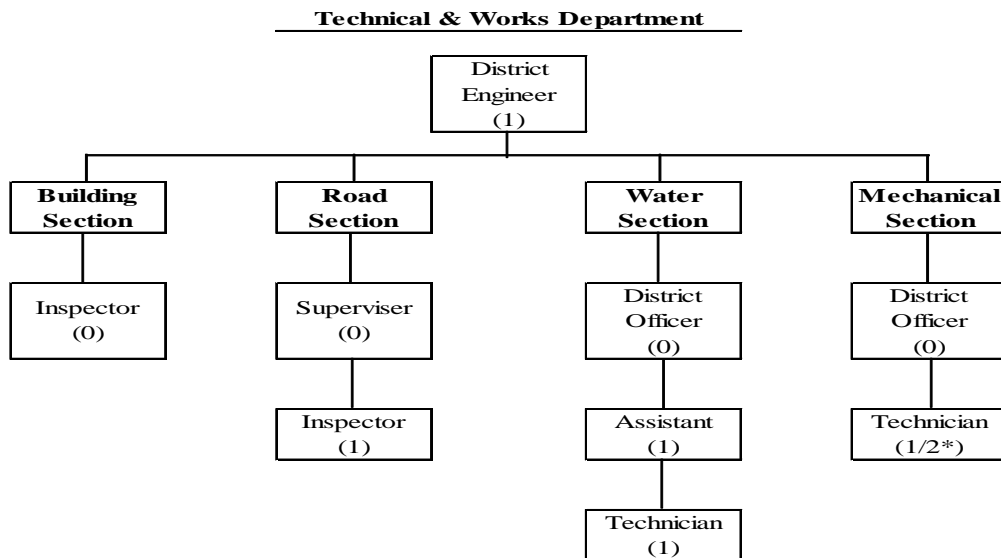 Technical & Works Department
District
Engineer
(1)
Building
Section
Road
Section
Water
Section
Mechanical
Section
Inspector
(0)
Superviser
(0)
District
Officer
(0)
District
Officer
(0)
Inspector
(1)
Assistant
(1)
Technician
(1/2*)
Technician
(1)